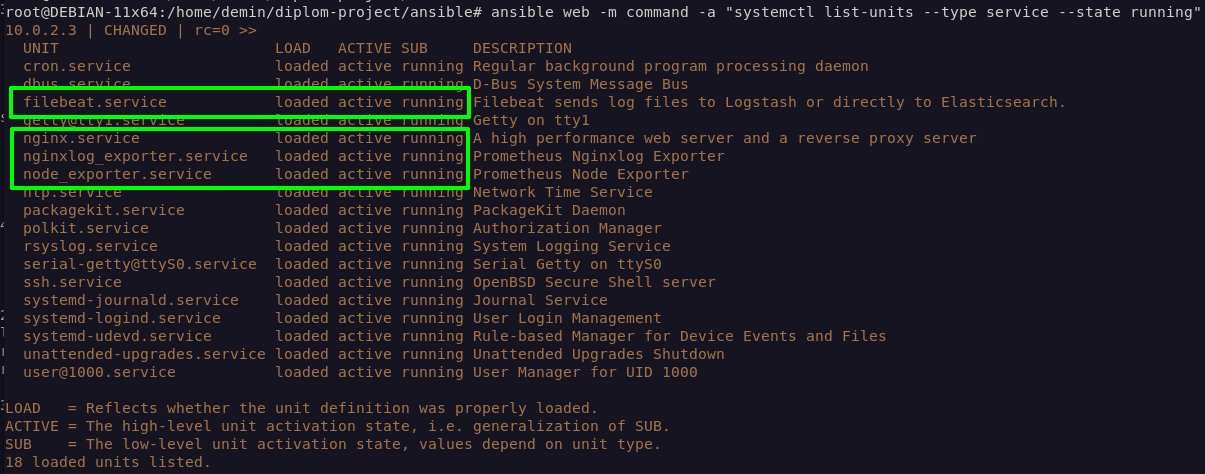 root@DEBIAN-11x64:/home/demin/diplom-project/ansible# ansible web -m command -a "systemctl list-units --type service --state running"
10.0.2.3 | CHANGED | rc=0 >>
  UNIT                        LOAD   ACTIVE SUB     DESCRIPTION
  cron.service                loaded active running Regular background program processing daemon
  dbus.service                loaded active running D-Bus System Message Bus
  filebeat.service            loaded active running Filebeat sends log files to Logstash or directly to Elasticsearch.
  getty@tty1.service          loaded active running Getty on tty1
  nginx.service               loaded active running A high performance web server and a reverse proxy server
  nginxlog_exporter.service   loaded active running Prometheus Nginxlog Exporter
  node_exporter.service       loaded active running Prometheus Node Exporter
  ntp.service                 loaded active running Network Time Service
  packagekit.service          loaded active running PackageKit Daemon
  polkit.service              loaded active running Authorization Manager
  rsyslog.service             loaded active running System Logging Service
  serial-getty@ttyS0.service  loaded active running Serial Getty on ttyS0
  ssh.service                 loaded active running OpenBSD Secure Shell server
  systemd-journald.service    loaded active running Journal Service
  systemd-logind.service      loaded active running User Login Management
  systemd-udevd.service       loaded active running Rule-based Manager for Device Events and Files
  unattended-upgrades.service loaded active running Unattended Upgrades Shutdown
  user@1000.service           loaded active running User Manager for UID 1000
LOAD   = Reflects whether the unit definition was properly loaded.
ACTIVE = The high-level unit activation state, i.e. generalization of SUB.
SUB    = The low-level unit activation state, values depend on unit type.
18 loaded units listed.